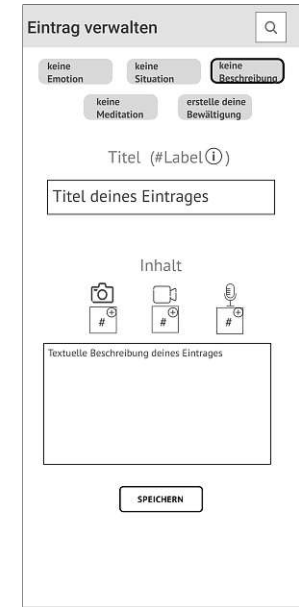 Eintrag verwalten
keine
Emotion
keine
Situation
keine
Beschreibung
keine
Meditation
erstelle deine
Bewältigung
Titel (#Labelⓘ)
Titel deines Eintrages
Inhalt
# # #
Textuelle Beschreibung deines Eintrages
SPEICHERN